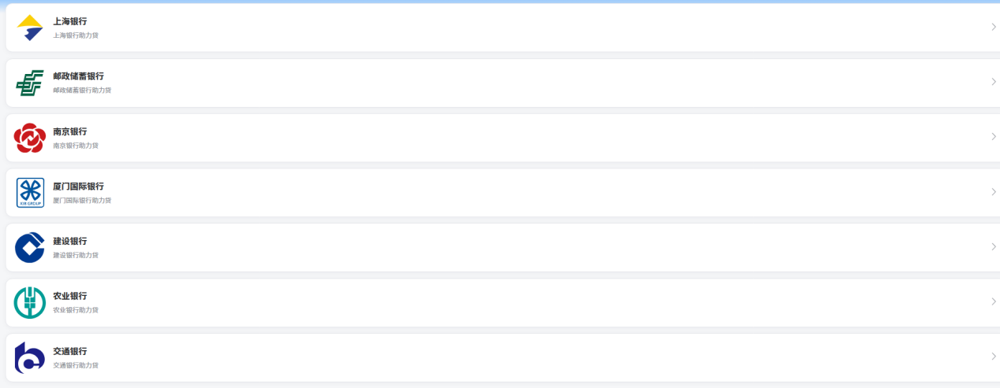 上海银行
上海银行助力贷
邮政储蓄银行
邮政储蓄银行助力贷
南京银行
南京银行助力贷
厦门国际银行
XIB GROUP
厦门国际银行助力贷
建设银行
建设银行助力贷
农业银行
农业银行助力贷
交通银行
交通银行助力贷